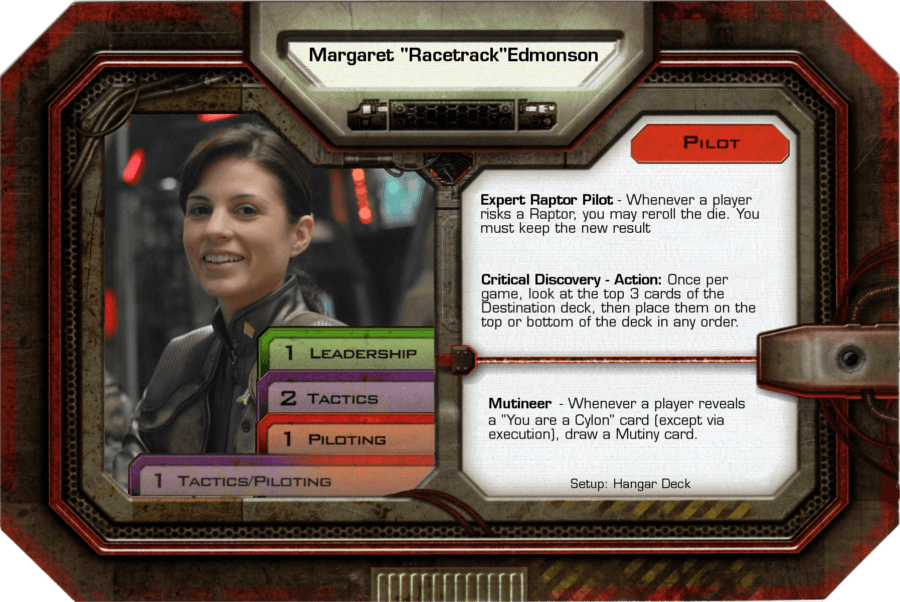 Margaret "Racetrack"Edmonson
PILOT
Expert Raptor Pilot - Whenever a player
risks a Raptor, you may reroll the die. You
must keep the new result
Critical Discovery - Action: Once per
game, look at the top 3 cards of the
Destination deck, then place them on the
top or bottom of the deck in any order.
1 LEADERSHIP
2 TACTICS
1 PILOTING
1 TACTICS/PILOTING
Mutineer - Whenever a player reveals
a "You are a Cylon" card (except via
execution), draw a Mutiny card.
Setup: Hangar Deck